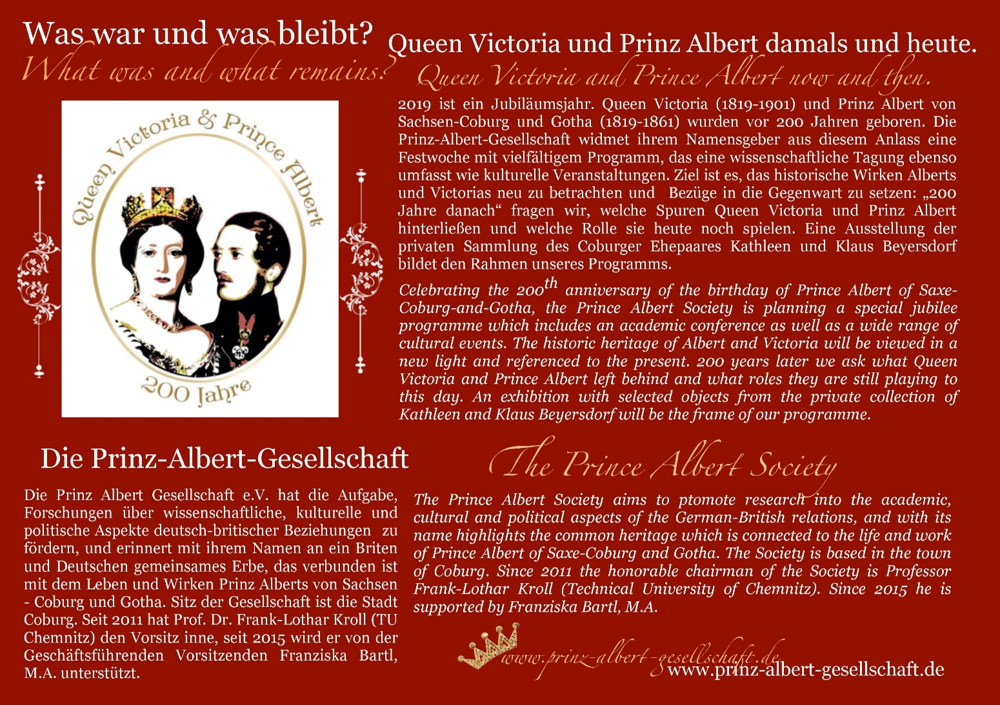 Was war und was bleibt?
What was and what remains?
Queen Victoria und Prinz Albert damals und heute.
Queen Victoria and Prince Albert now and then.
Queen Victoria & Prince Albert
200 Jahre
2019 ist ein Jubiläumsjahr. Queen Victoria (1819-1901) und Prinz Albert von
Sachsen-Coburg und Gotha (1819-1861) wurden vor 200 Jahren geboren. Die
Prinz-Albert-Gesellschaft widmet ihrem Namensgeber aus diesem Anlass eine
Festwoche mit vielfältigem Programm, das eine wissenschaftliche Tagung ebenso
umfasst wie kulturelle Veranstaltungen. Ziel ist es, das historische Wirken Alberts
und Victorias neu zu betrachten und Bezüge in die Gegenwart zu setzen: „200
Jahre danach“ fragen wir, welche Spuren Queen Victoria und Prinz Albert
hinterließen und welche Rolle sie heute noch spielen. Eine Ausstellung der
privaten Sammlung des Coburger Ehepaares Kathleen und Klaus Beyersdorf
bildet den Rahmen unseres Programms.
Celebrating the 200th anniversary of the birthday of Prince Albert of Saxe-
Coburg-and-Gotha, the Prince Albert Society is planning a special jubilee
programme which includes an academic conference as well as a wide range of
cultural events. The historic heritage of Albert and Victoria will be viewed in a
new light and referenced to the present. 200 years later we ask what Queen
Victoria and Prince Albert left behind and what roles they are still playing to
this day. An exhibition with selected objects from the private collection of
Kathleen and Klaus Beyersdorf will be the frame of our programme.
Die Prinz-Albert-Gesellschaft
Die Prinz Albert Gesellschaft e.V. hat die Aufgabe,
Forschungen über wissenschaftliche, kulturelle und
politische Aspekte deutsch-britischer Beziehungen zu
fördern, und erinnert mit ihrem Namen an ein Briten
und Deutschen gemeinsames Erbe, das verbunden ist
mit dem Leben und Wirken Prinz Alberts von Sachsen
- Coburg und Gotha. Sitz der Gesellschaft ist die Stadt
Coburg. Seit 2011 hat Prof. Dr. Frank-Lothar Kroll (TU
Chemnitz) den Vorsitz inne, seit 2015 wird er von der
Geschäftsführenden Vorsitzenden Franziska Bartl,
M.A. unterstützt.
The Prince Albert Society
The Prince Albert Society aims to ptomote research into the academic,
cultural and political aspects of the German-British relations, and with its
name highlights the common heritage which is connected to the life and work
of Prince Albert of Saxe-Coburg and Gotha. The Society is based in the town
of Coburg. Since 2011 the honorable chairman of the Society is Professor
Frank-Lothar Kroll (Technical University of Chemnitz). Since 2015 he is
supported by Franziska Bartl, M.A.
www.prinz-albert-gesellschaft.de
www.prinz-albert-gesellschaft.de